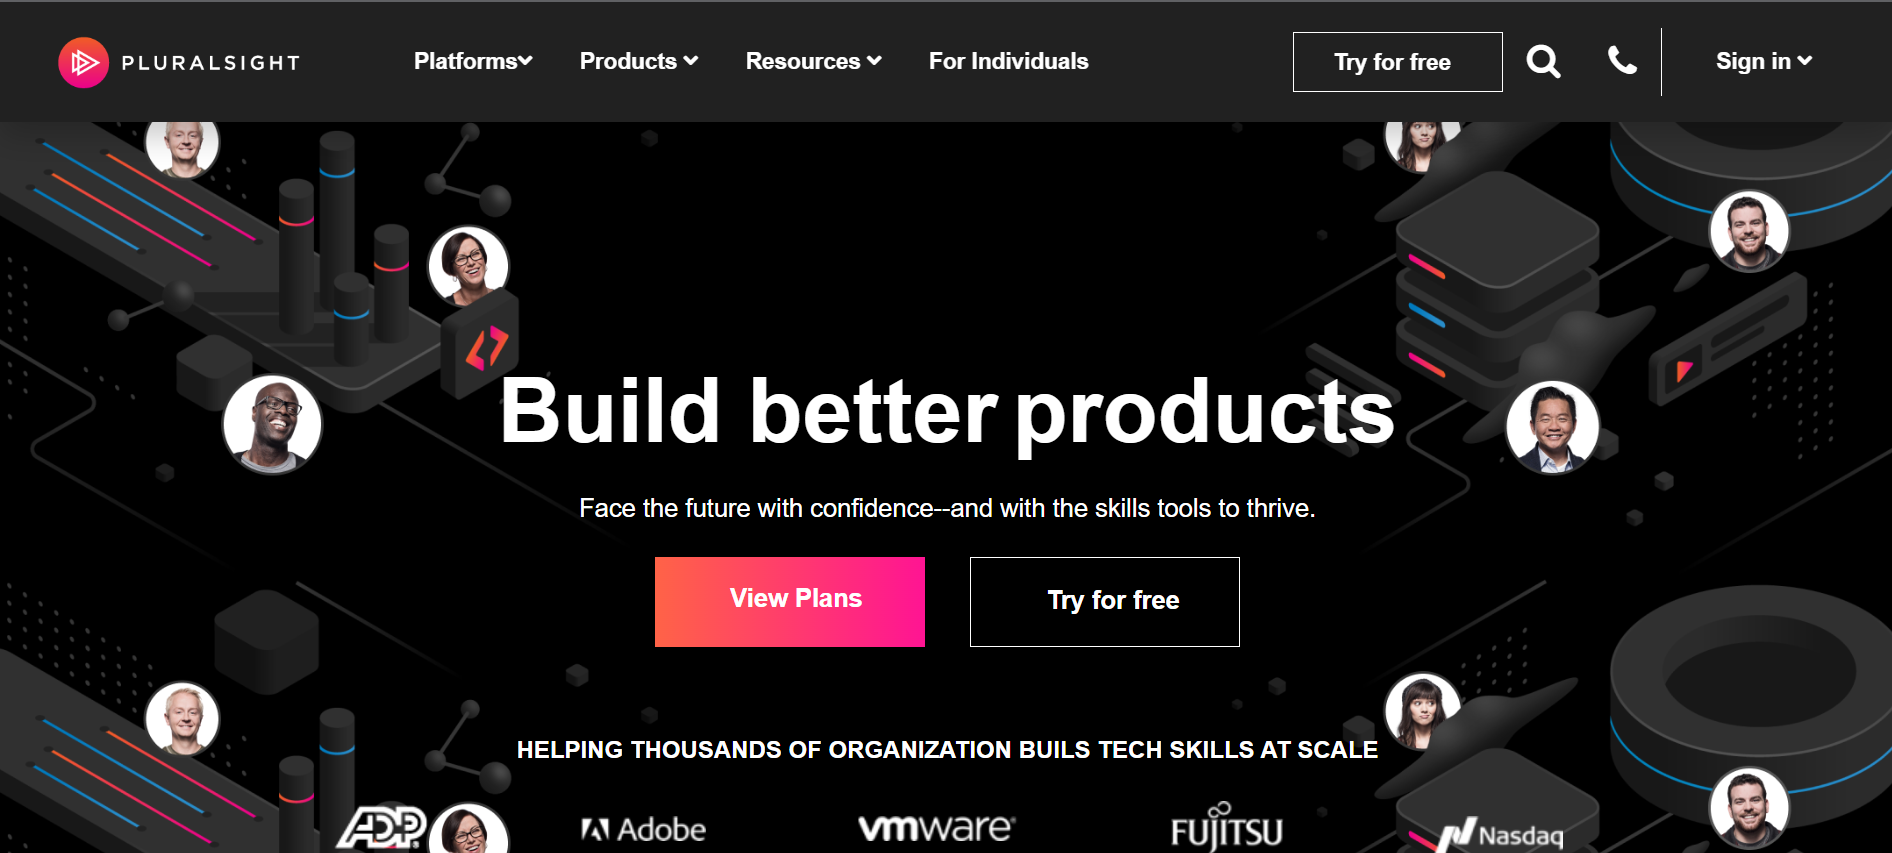 PLURALSIGHT
Platforms
Products
Resources
For Individuals
Try for free
Sign in
Build better products
Face the future with confidence--and with the skills tools to thrive.
View Plans
Try for free
HELPING THOUSANDS OF ORGANIZATION BUILS TECH SKILLS AT SCALE
ADP
Adobe
vmware
FUJITSU
Nasdaq